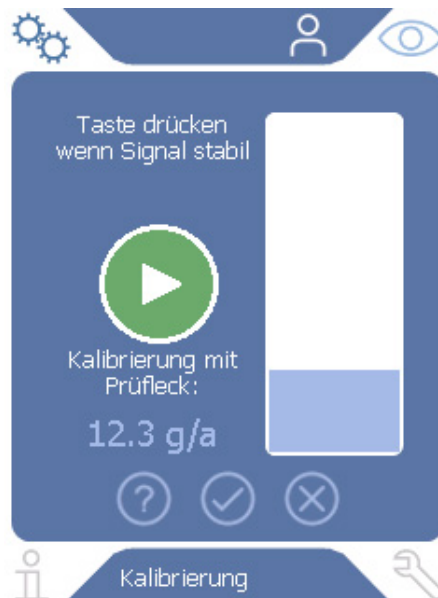 Taste drücken
wenn Signal stabil
Kalibrierung mit
Prüfleck:
12.3 g/a
Kalibrierung